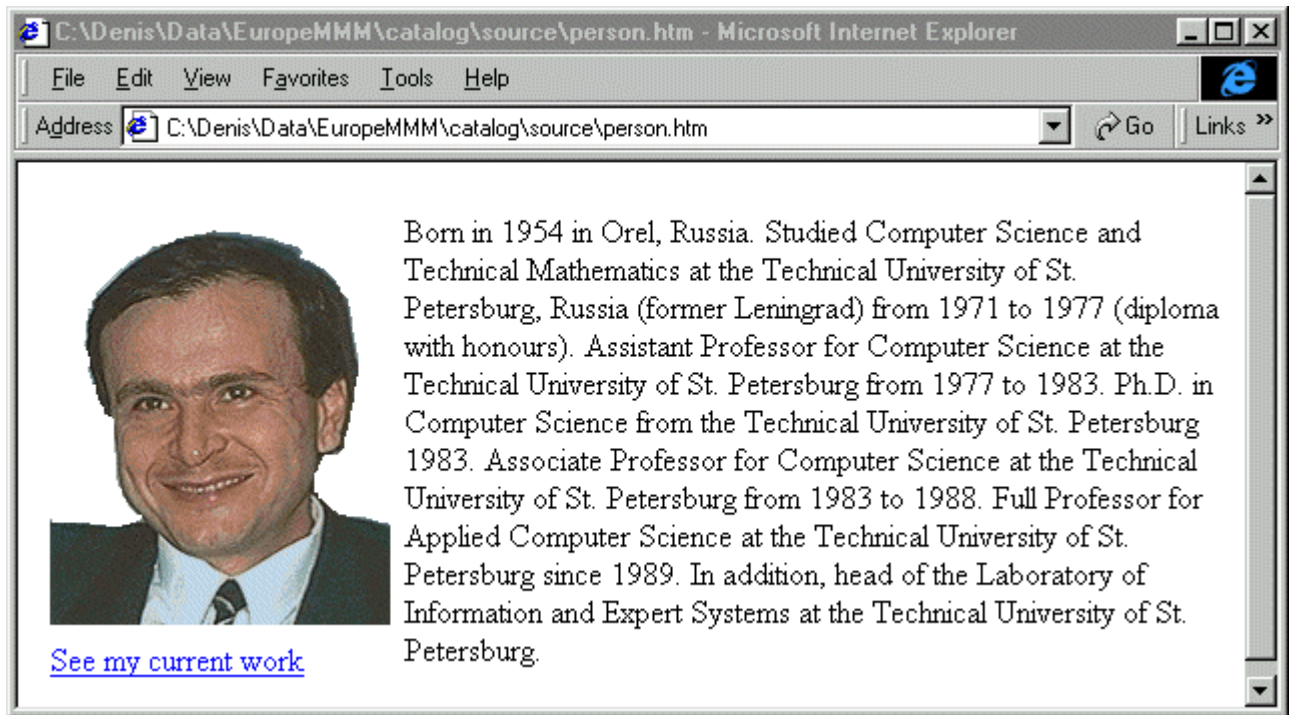 C:\Denis\Data\EuropeMMM\catalog\source\person.htm - Microsoft Internet Explorer
File Edit View Favorites Tools Help
Address C:\Denis\Data\EuropeMMM\catalog\source\person.htm Go Links »
Born in 1954 in Orel, Russia. Studied Computer Science and
Technical Mathematics at the Technical University of St.
Petersburg, Russia (former Leningrad) from 1971 to 1977 (diploma
with honours). Assistant Professor for Computer Science at the
Technical University of St. Petersburg from 1977 to 1983. Ph.D. in
Computer Science from the Technical University of St. Petersburg
1983. Associate Professor for Computer Science at the Technical
University of St. Petersburg from 1983 to 1988. Full Professor for
Applied Computer Science at the Technical University of St.
Petersburg since 1989. In addition, head of the Laboratory of
Information and Expert Systems at the Technical University of St.
Petersburg.
See my current work